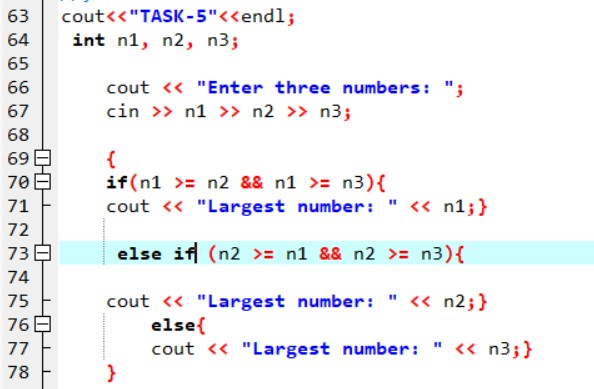 63 cout<<"TASK-5"<<endl;
64 int n1, n2, n3;
65
66 cout << "Enter three numbers: ";
67 cin >> n1 >> n2 >> n3;
68
69 {
70 if(n1 >= n2 && n1 >= n3){
71 cout << "Largest number: " << n1;}
72
73 else if (n2 >= n1 && n2 >= n3){
74
75 cout << "Largest number: " << n2;}
76 else{
77 cout << "Largest number: " << n3;}
78 }